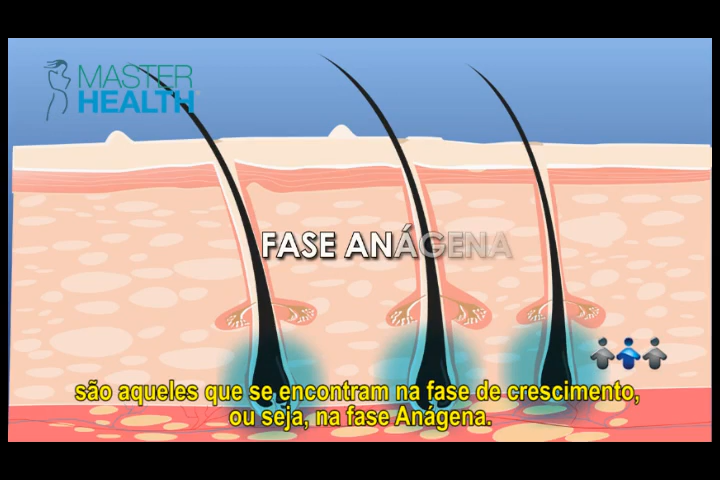 MASTER
HEALTH
FASE ANÁGENA
são aqueles que se encontram na fase de crescimento,
ou seja, na fase Anágena.